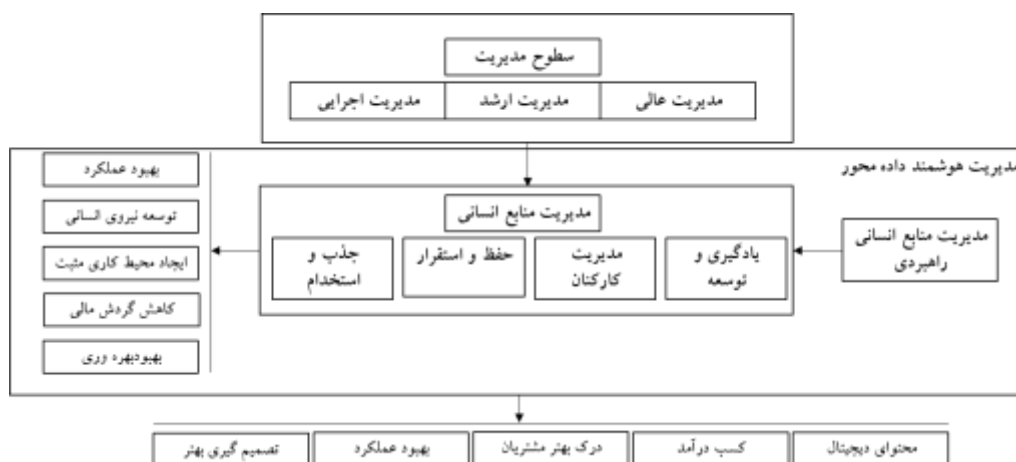 سطوح مدیریت
مدیریت عالی
مدیریت ارشد
مدیریت اجرایی
مدیریت هوشمند داده محور
مدیریت منابع انسانی
راهبردی
مدیریت منابع انسانی
یادگیری و
توسعه
مدیریت
کارکنان
حفظ و استقرار
جذب و
استخدام
بهبود عملکرد
توسعه نیروی انسانی
ایجاد محیط کاری مثبت
کاهش گردش مالی
بهبودبهره وری
محتوای دیجیتال
کسب درآمد
درک بهتر مشتریان
بهبود عملکرد
تصمیم گیری بهتر